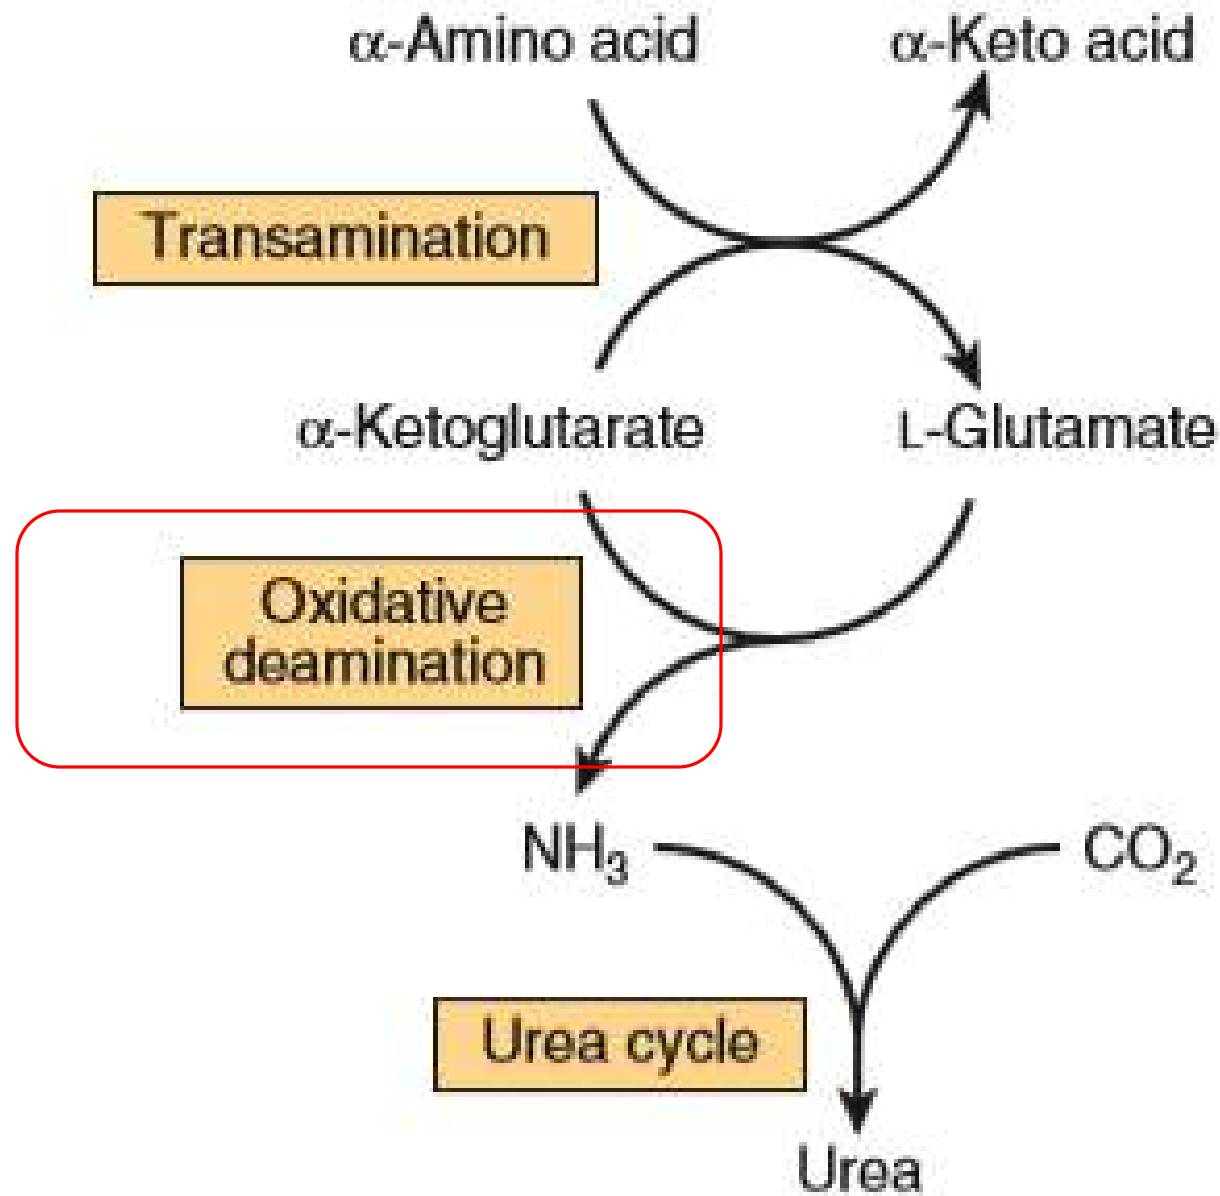 α-Amino acid
α-Keto acid
Transamination
α-Ketoglutarate
L-Glutamate
Oxidative
deamination
NH₃
CO₂
Urea cycle
Urea